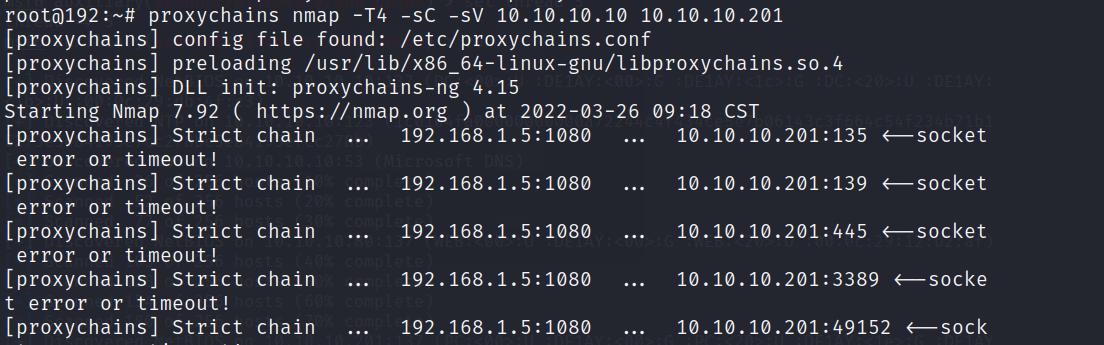 root@192:~# proxychains nmap -T4 -sC -sV 10.10.10.10 10.10.10.201
[proxychains] config file found: /etc/proxychains.conf
[proxychains] preloading /usr/lib/x86_64-linux-gnu/libproxychains.so.4
[proxychains] DLL init: proxychains-ng 4.15
Starting Nmap 7.92 ( https://nmap.org ) at 2022-03-26 09:18 CST
[proxychains] Strict chain  ...  192.168.1.5:1080  ...  10.10.10.201:135 <--socket
 error or timeout!
[proxychains] Strict chain  ...  192.168.1.5:1080  ...  10.10.10.201:139 <--socket
 error or timeout!
[proxychains] Strict chain  ...  192.168.1.5:1080  ...  10.10.10.201:445 <--socket
 error or timeout!
[proxychains] Strict chain  ...  192.168.1.5:1080  ...  10.10.10.201:3389 <--socke
t error or timeout!
[proxychains] Strict chain  ...  192.168.1.5:1080  ...  10.10.10.201:49152 <--sock